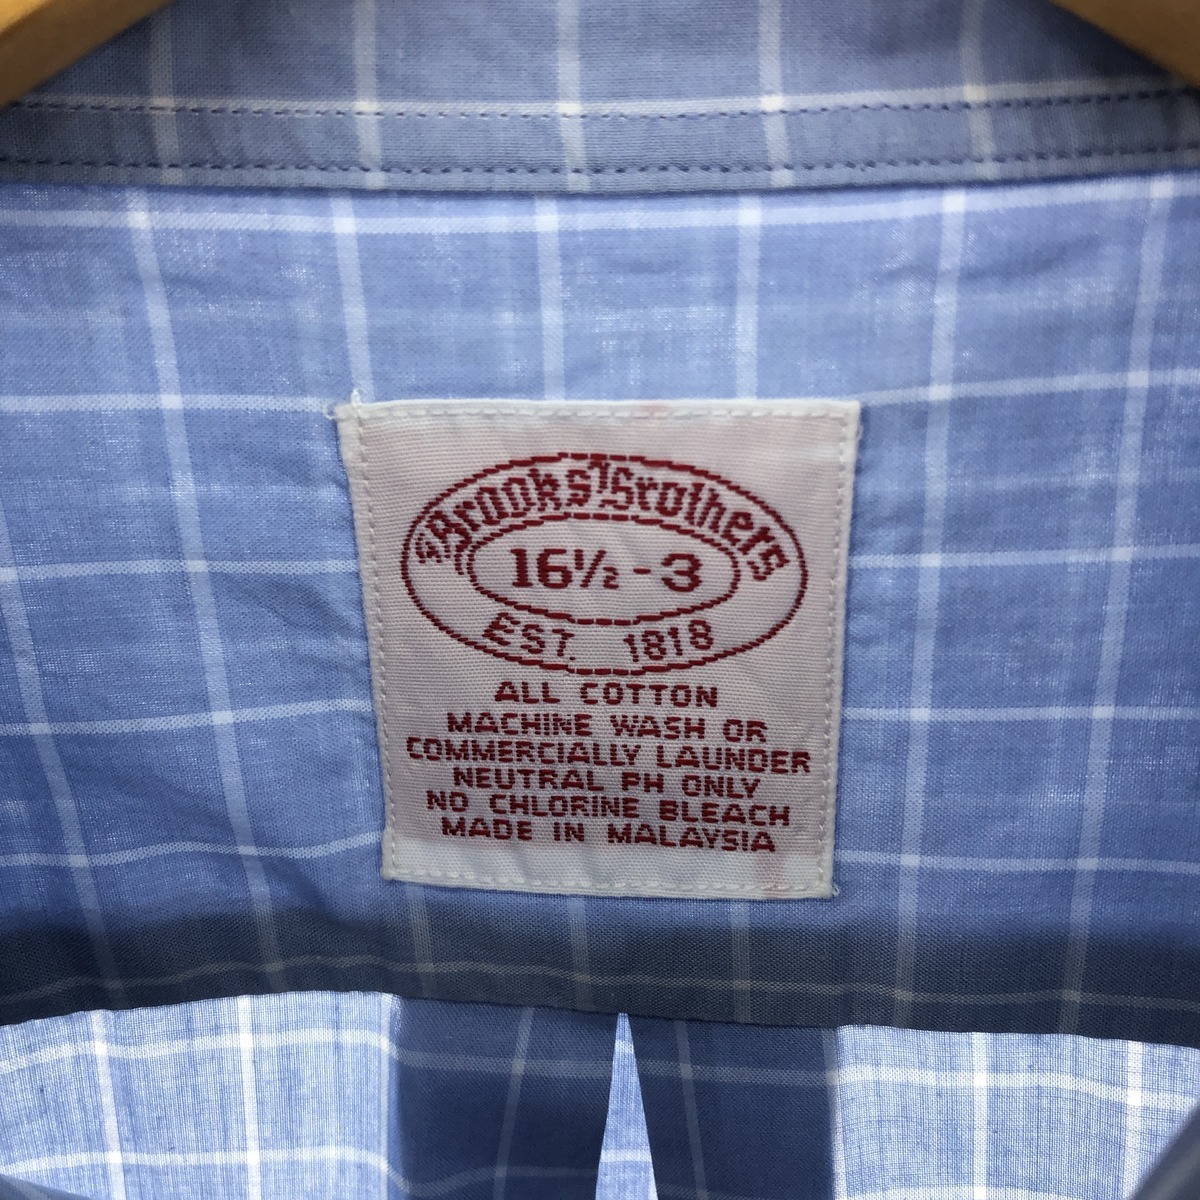 Brooks Brothers
16½-3
EST. 1818
ALL COTTON
MACHINE WASH OR
COMMERCIALLY LAUNDER
NEUTRAL PH ONLY
NO CHLORINE BLEACH
MADE IN MALAYSIA